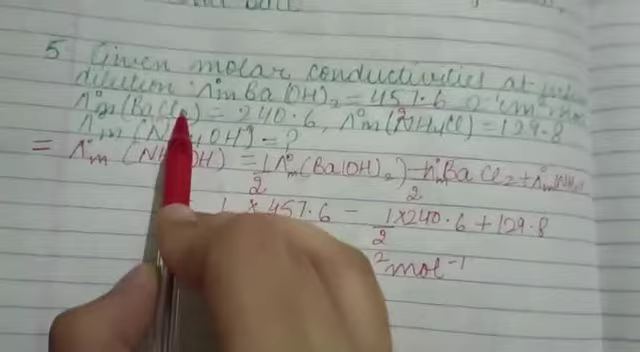 5 Given molar conductivities at
dilution Λ°m Ba(OH)₂ = 457.6 Ω⁻¹cm²mol
Λ°m(BaCl₂) = 240.6, Λ°m(NH₄Cl) = 129.8
Λ°m(NH₄OH) = ?
= Λ°m (NH₄OH) = 1/2 Λ°m(Ba(OH)₂) - 1/2 Λ°m BaCl₂ + Λ°m NH₄Cl
1 × 457.6 - 1/2 × 240.6 + 129.8
² mol⁻¹